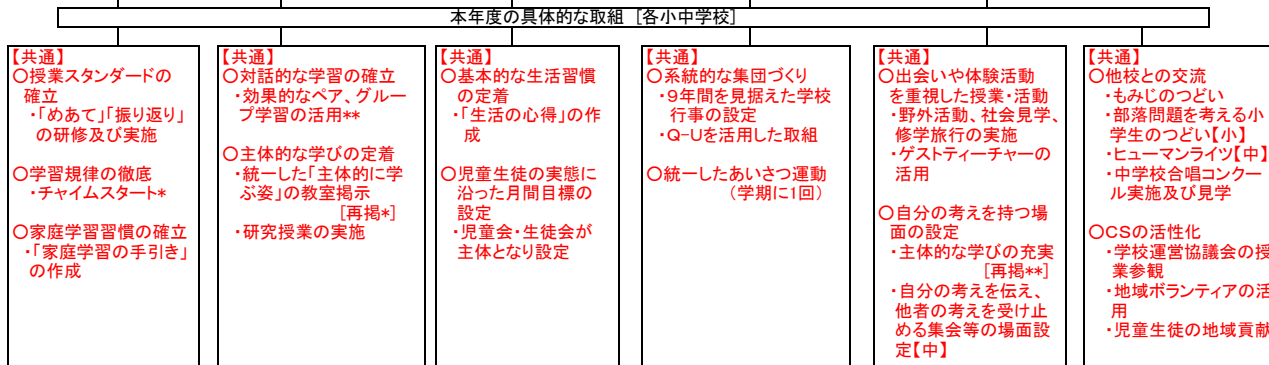 本年度の具体的な取組 [各小中学校]
【共通】
〇授業スタンダードの
確立
・「めあて」「振り返り」
の研修及び実施
〇学習規律の徹底
・チャイムスタート*
〇家庭学習習慣の確立
・「家庭学習の手引き」
の作成
【共通】
〇対話的な学習の確立
・効果的なペア、グルー
プ学習の活用**
〇主体的な学びの定着
・統一した「主体的に学
ぶ姿」の教室掲示
[再掲*]
・研究授業の実施
【共通】
〇基本的な生活習慣
の定着
・「生活の心得」の作
成
〇児童生徒の実態に
沿った月間目標の
設定
・児童会・生徒会が
主体となり設定
【共通】
〇系統的な集団づくり
・9年間を見据えた学校
行事の設定
・Q-Uを活用した取組
〇統一したあいさつ運動
(学期に1回)
【共通】
〇出会いや体験活動
を重視した授業・活動
・野外活動、社会見学、
修学旅行の実施
・ゲストティーチャーの
活用
〇自分の考えを持つ場
面の設定
・主体的な学びの充実
[再掲**]
・自分の考えを伝え、
他者の考えを受け止
める集会等の場面設
定【中】
【共通】
〇他校との交流
・もみじのつどい
・部落問題を考える小
学生のつどい【小】
・ヒューマンライツ【中】
・中学校合唱コンクー
ル実施及び見学
〇CSの活性化
・学校運営協議会の授
業参観
・地域ボランティアの活
用
・児童生徒の地域貢献